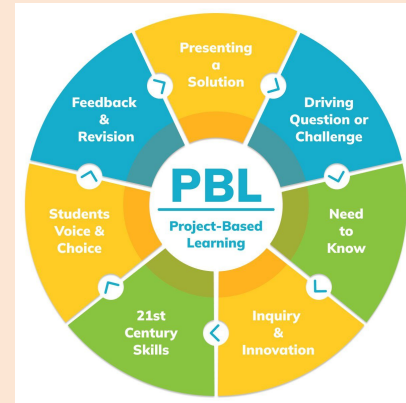 Presenting
a
Solution
Driving
Question or
Challenge
Need
to
Know
Inquiry
&
Innovation
21st
Century
Skills
Students
Voice &
Choice
Feedback
&
Revision
PBL
Project-Based
Learning